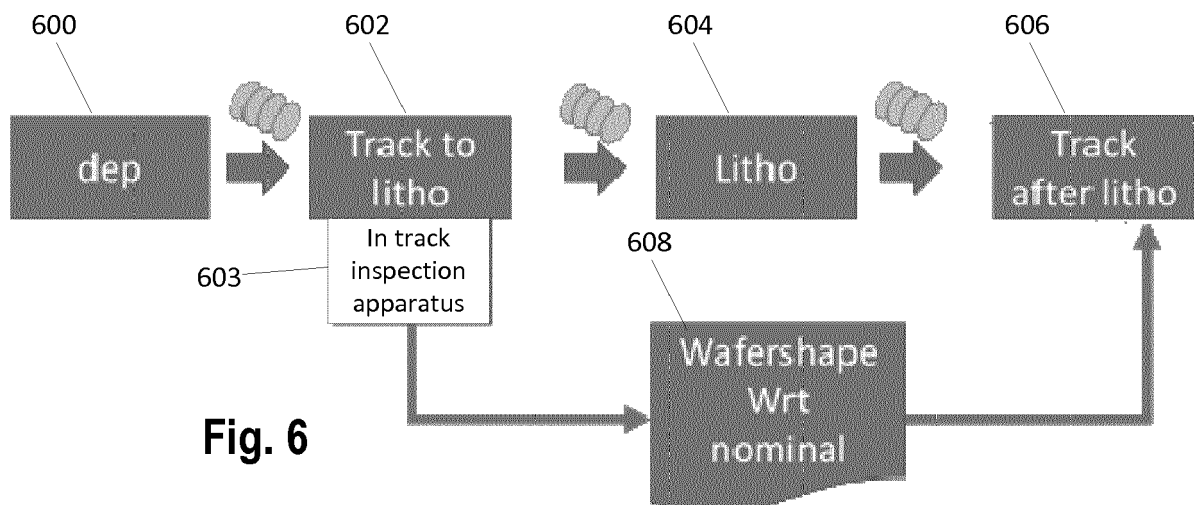 600
602
604
606
dep
Track to
litho
Litho
Track
after litho
603
In track
inspection
apparatus
608
Wafershape
Wrt
nominal
Fig. 6